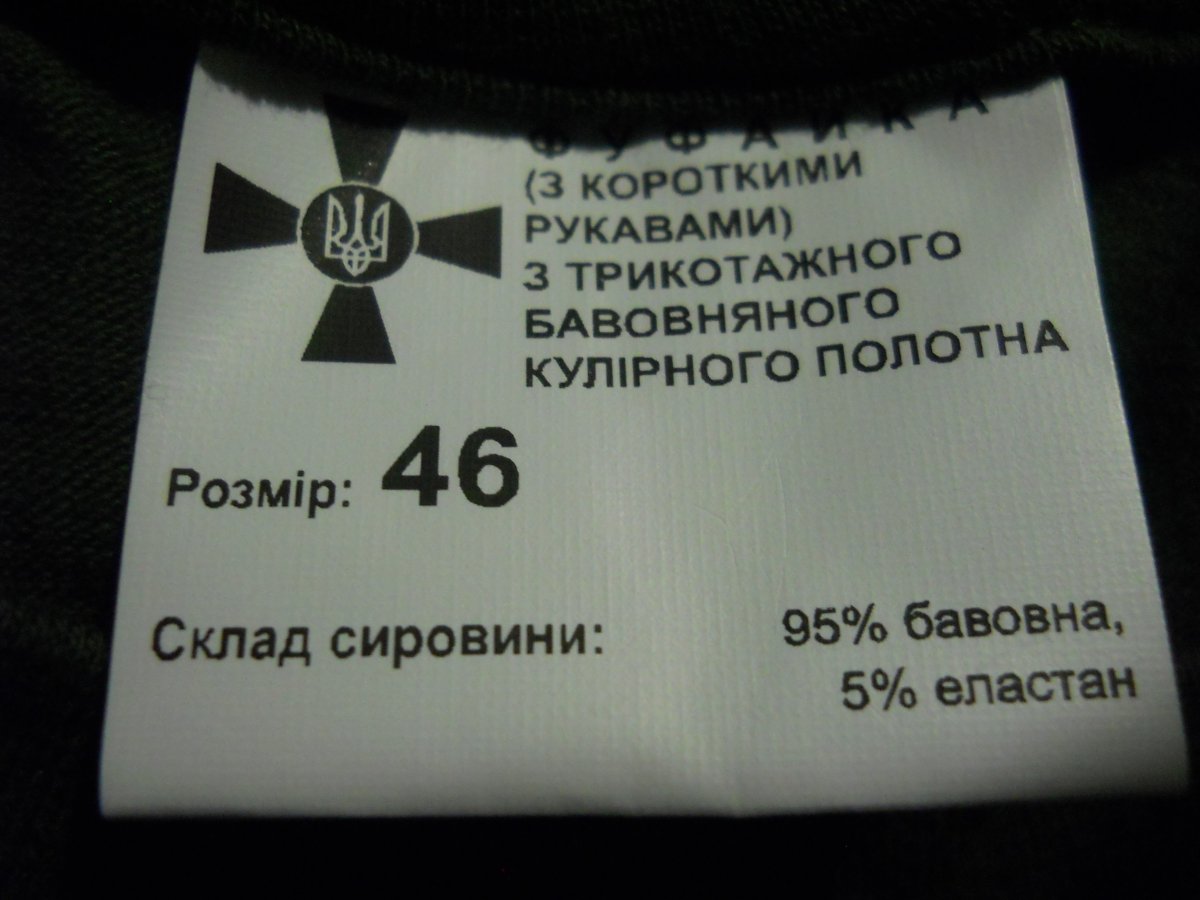 ФУФАЙКА
(З КОРОТКИМИ
РУКАВАМИ)
З ТРИКОТАЖНОГО
БАВОВНЯНОГО
КУЛІРНОГО ПОЛОТНА
Розмір: 46
Склад сировини: 95% бавовна,
5% еластан